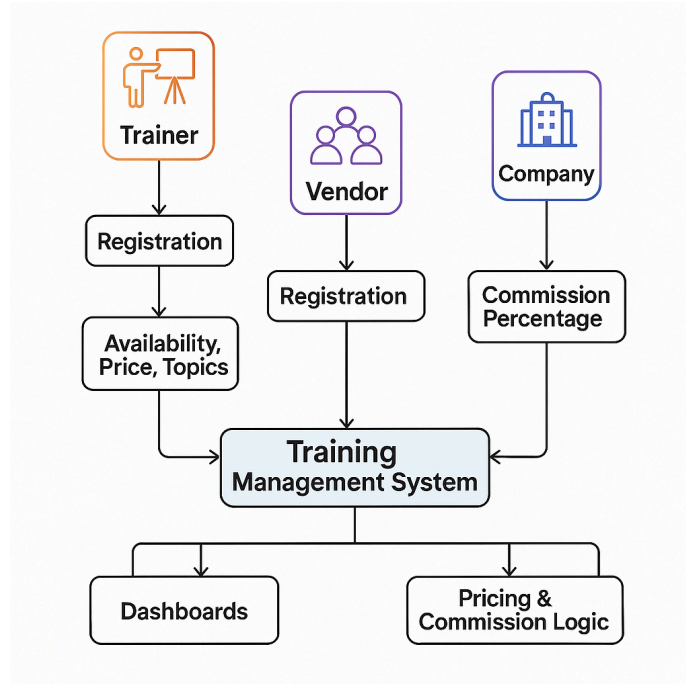 Trainer
Vendor
Company
Registration
Registration
Commission
Percentage
Availability,
Price, Topics
Training
Management System
Dashboards
Pricing &
Commission Logic